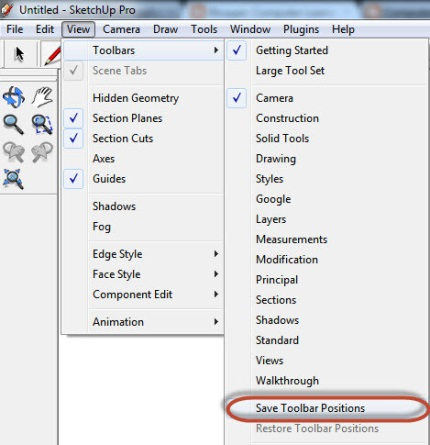 Untitled - SketchUp Pro
File Edit View Camera Draw Tools Window Plugins Help
Toolbars
Scene Tabs
Hidden Geometry
Section Planes
Section Cuts
Axes
Guides
Shadows
Fog
Edge Style
Face Style
Component Edit
Animation
Getting Started
Large Tool Set
Camera
Construction
Solid Tools
Drawing
Styles
Google
Layers
Measurements
Modification
Principal
Sections
Shadows
Standard
Views
Walkthrough
Save Toolbar Positions
Restore Toolbar Positions